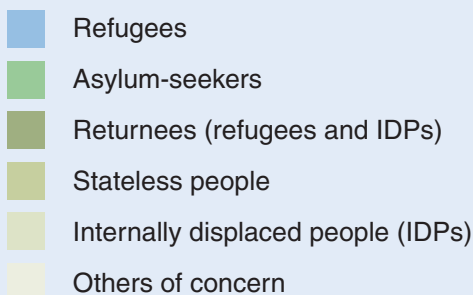 Refugees
Asylum-seekers
Returnees (refugees and IDPs)
Stateless people
Internally displaced people (IDPs)
Others of concern